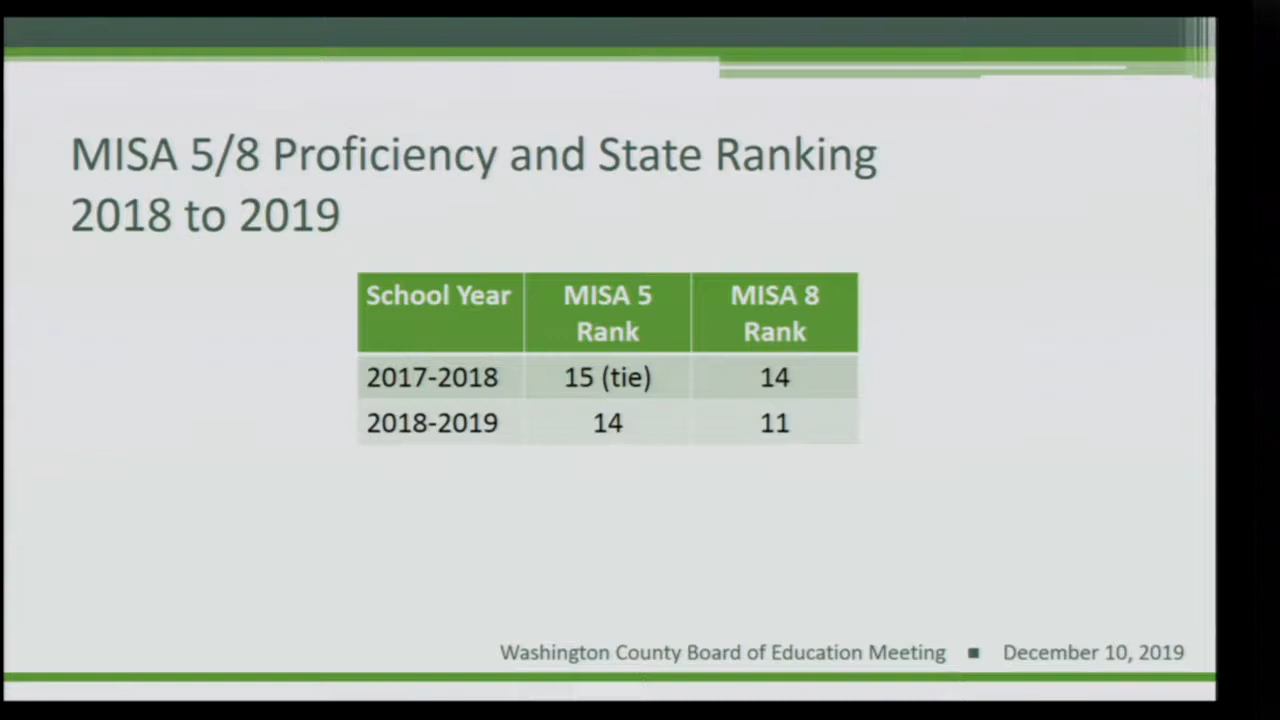 MISA 5/8 Proficiency and State Ranking
2018 to 2019
School Year MISA 5 Rank MISA 8 Rank
2017-2018 15 (tie) 14
2018-2019 14 11
Washington County Board of Education Meeting ■ December 10, 2019